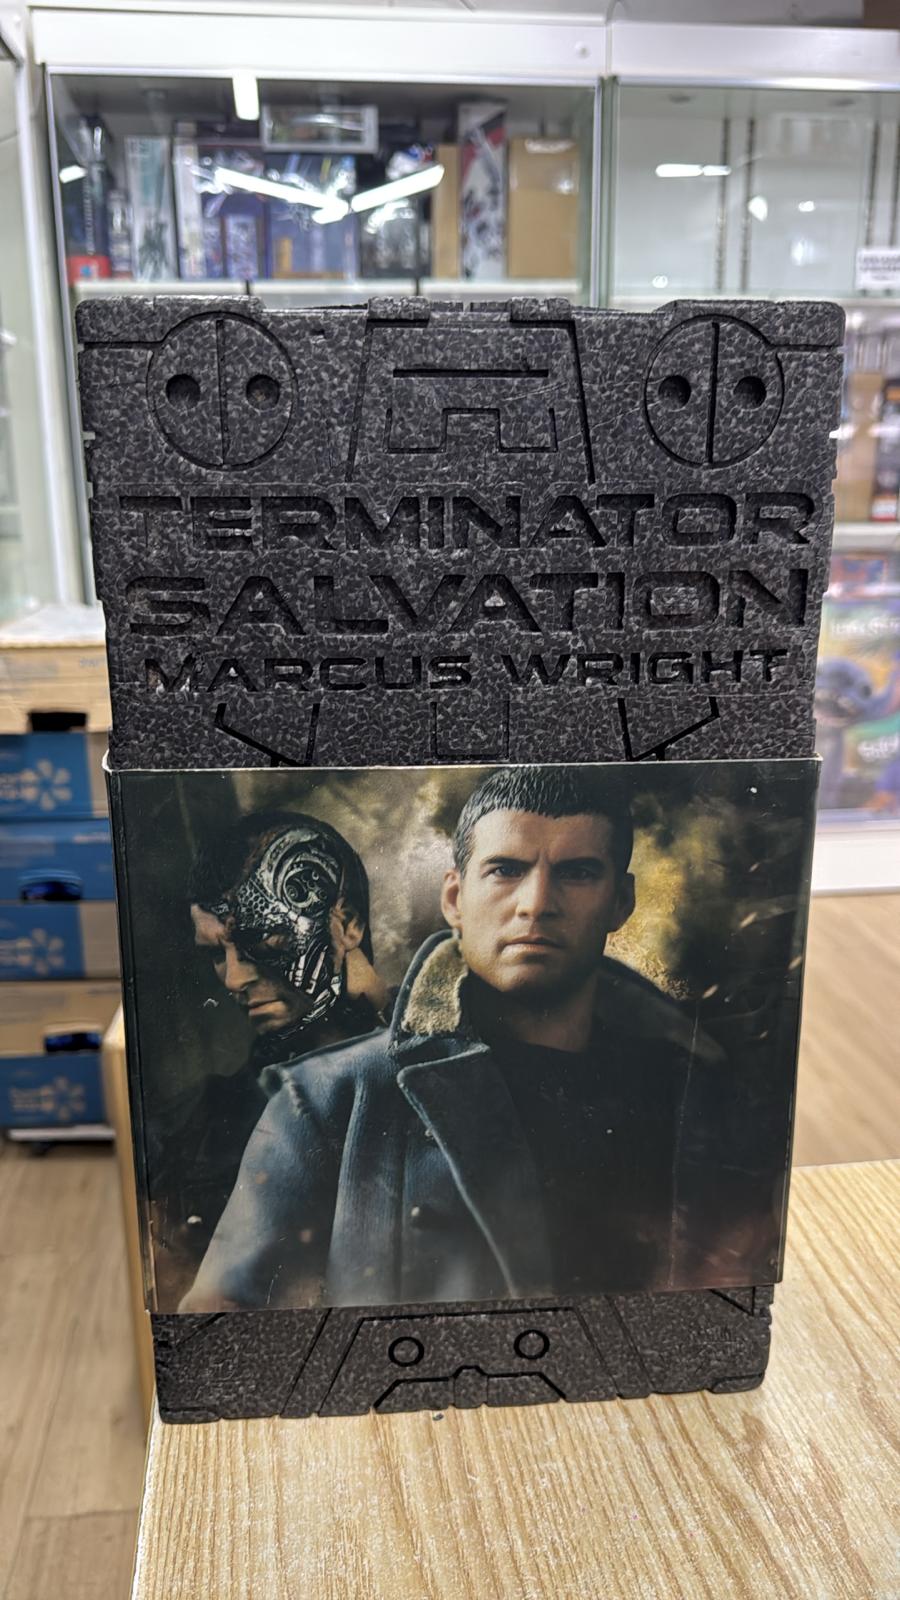 TERMINATOR
SALVATION
MARCUS WRIGHT